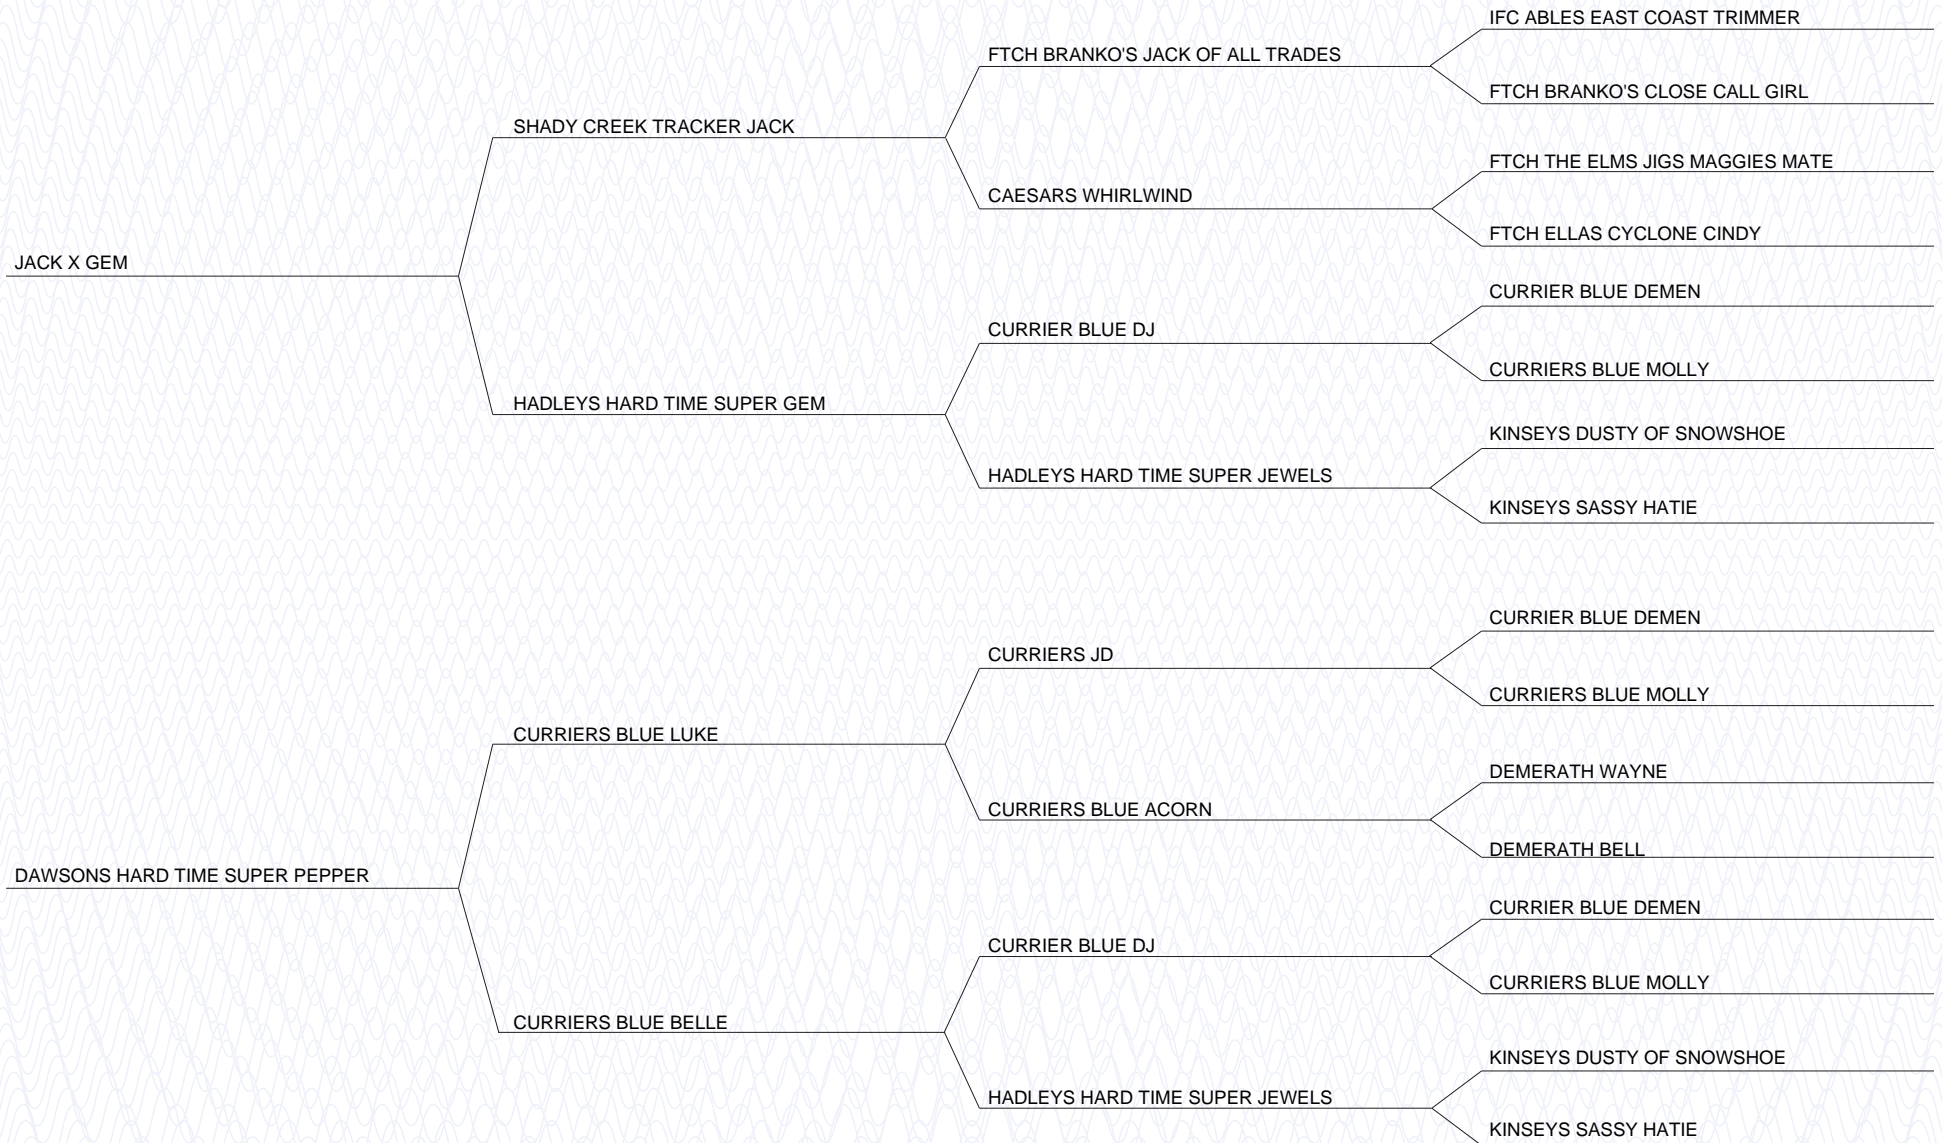 IFC ABLES EAST COAST TRIMMER
FTCH BRANKO'S JACK OF ALL TRADES
FTCH BRANKO'S CLOSE CALL GIRL
SHADY CREEK TRACKER JACK
FTCH THE ELMS JIGS MAGGIES MATE
CAESARS WHIRLWIND
FTCH ELLAS CYCLONE CINDY
JACK X GEM
CURRIER BLUE DEMEN
CURRIER BLUE DJ
CURRIERS BLUE MOLLY
HADLEYS HARD TIME SUPER GEM
KINSEYS DUSTY OF SNOWSHOE
HADLEYS HARD TIME SUPER JEWELS
KINSEYS SASSY HATIE
CURRIER BLUE DEMEN
CURRIERS JD
CURRIERS BLUE MOLLY
CURRIERS BLUE LUKE
DEMERATH WAYNE
CURRIERS BLUE ACORN
DEMERATH BELL
DAWSONS HARD TIME SUPER PEPPER
CURRIER BLUE DEMEN
CURRIER BLUE DJ
CURRIERS BLUE MOLLY
CURRIERS BLUE BELLE
KINSEYS DUSTY OF SNOWSHOE
HADLEYS HARD TIME SUPER JEWELS
KINSEYS SASSY HATIE